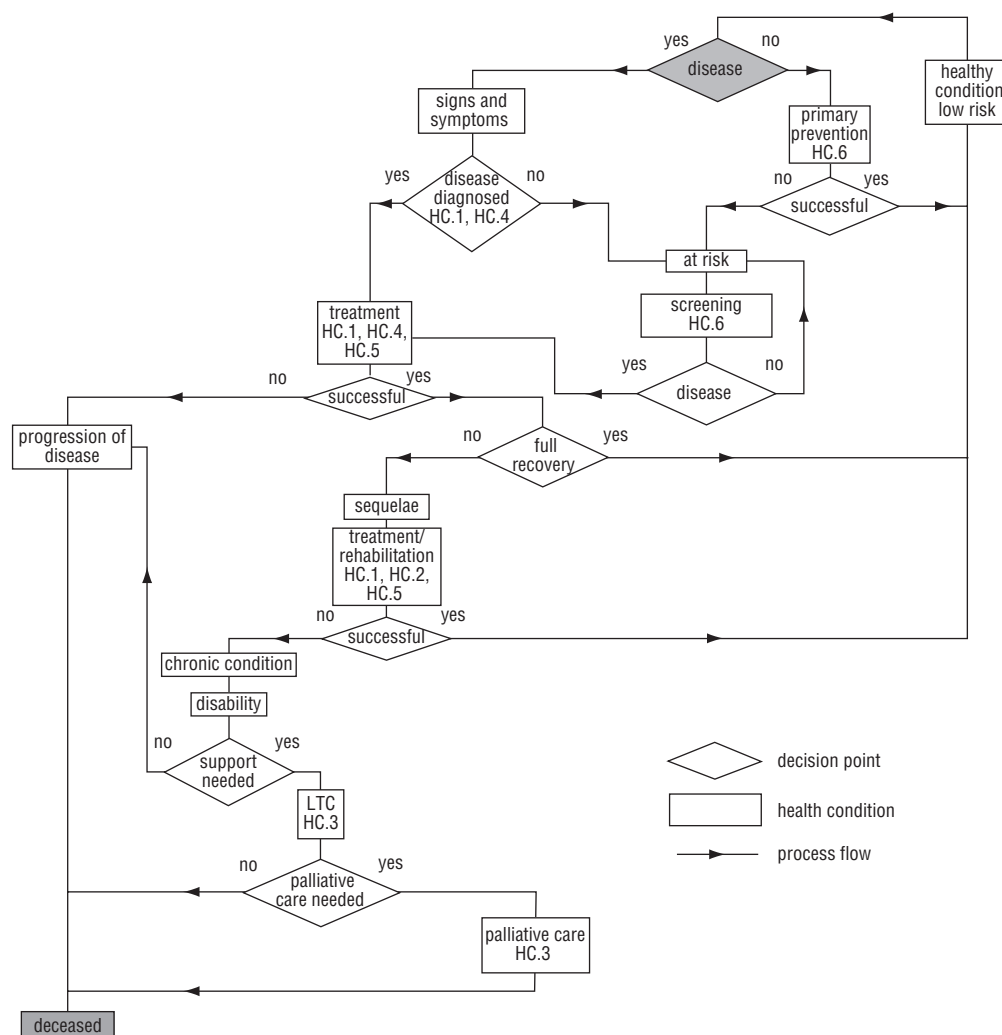 yes
no
disease
healthy
condition
low risk
signs and
symptoms
primary
prevention
HC.6
yes
disease
diagnosed
HC.1, HC.4
no
no
yes
successful
at risk
screening
HC.6
treatment
HC.1, HC.4,
HC.5
yes
no
disease
no
yes
successful
progression of
disease
no
full
recovery
yes
sequelae
treatment/
rehabilitation
HC.1, HC.2,
HC.5
no
yes
successful
chronic condition
disability
no
yes
support
needed
LTC
HC.3
no
yes
palliative
care needed
palliative care
HC.3
deceased
decision point
health condition
process flow